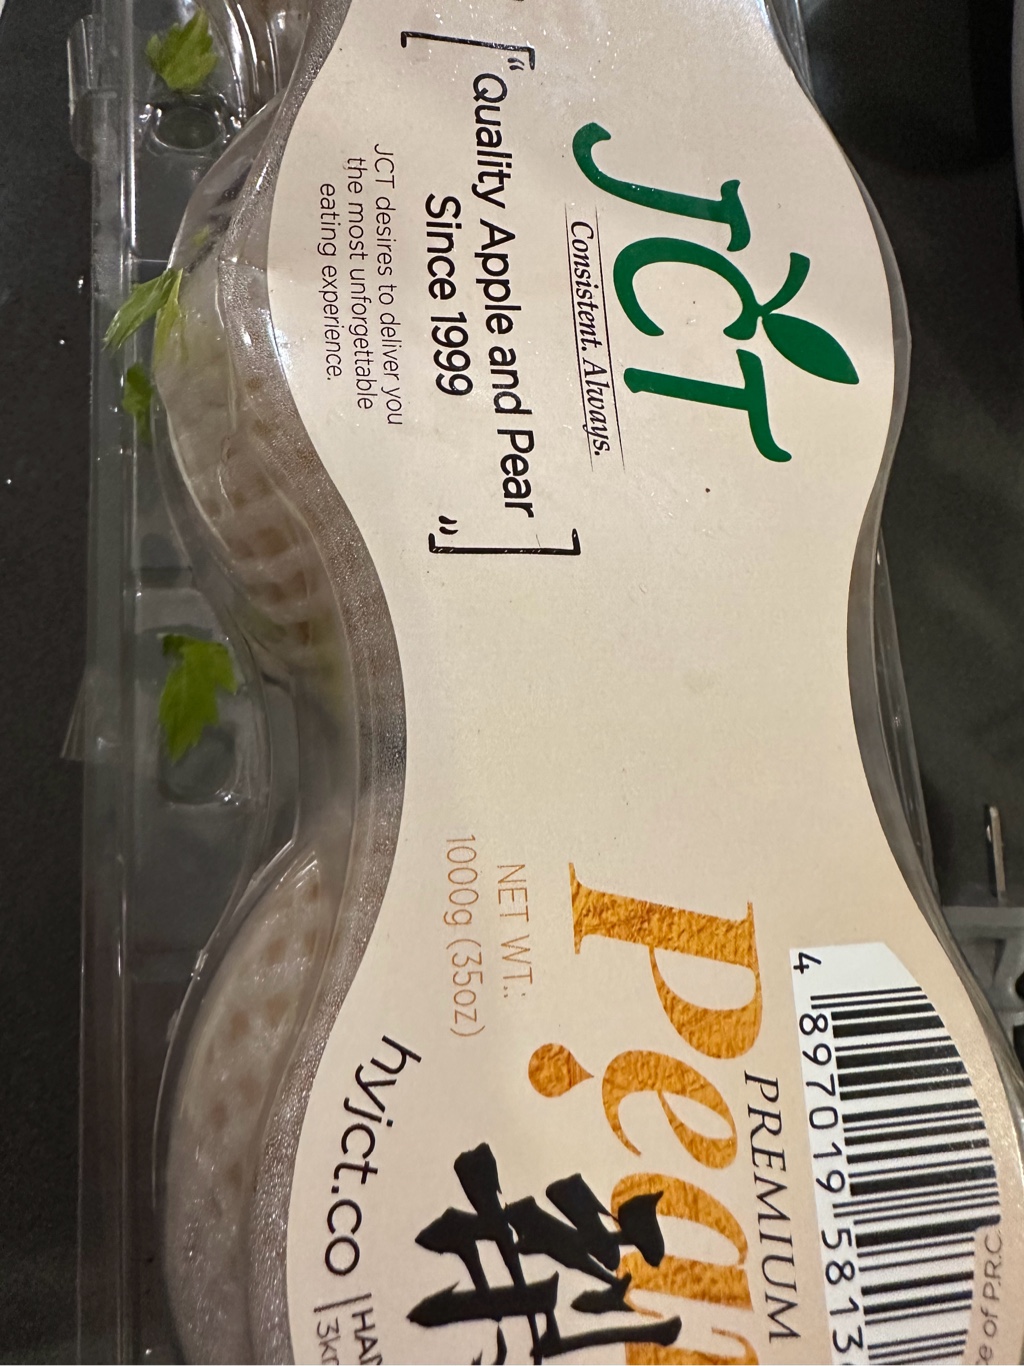 JCT
Consistent. Always.
[“Quality Apple and Pear
Since 1999 ”]
JCT desires to deliver you
the most unforgettable
eating experience.
4 897019 5813
PREMIUM
Pear
NET WT.:
1000g (35oz)
hyjct.co
of P.R.C.